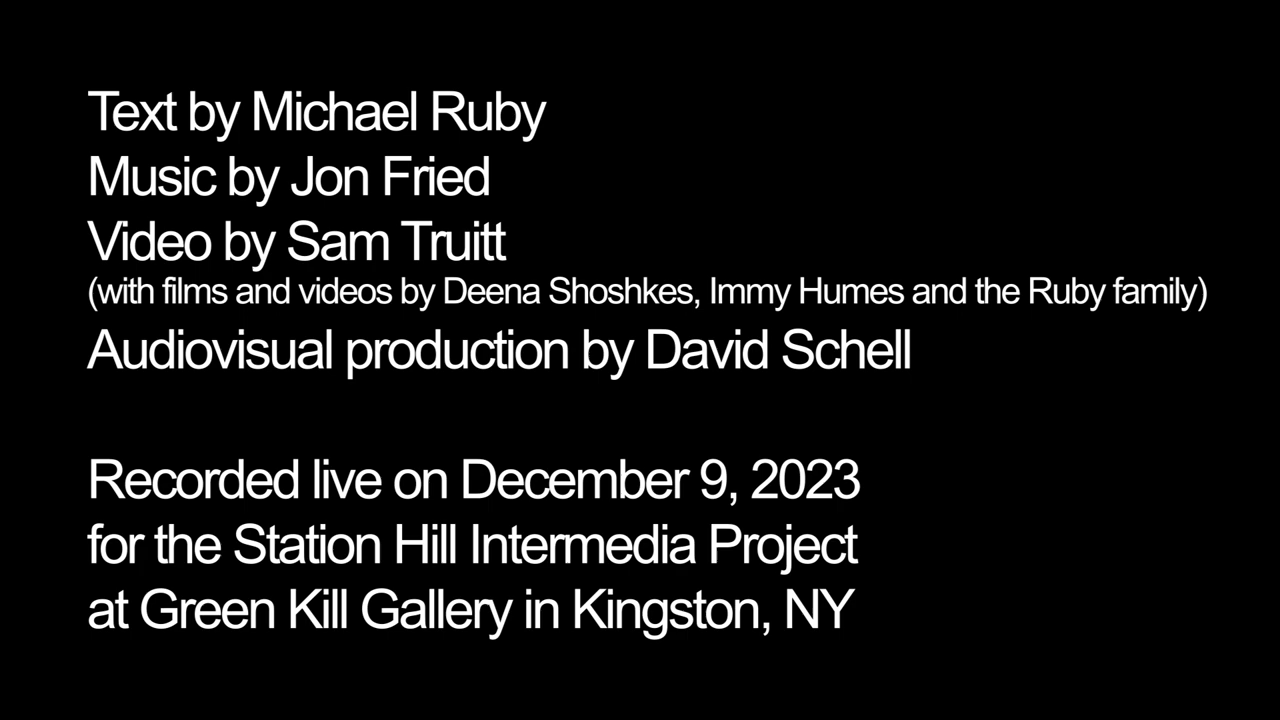 Text by Michael Ruby
Music by Jon Fried
Video by Sam Truitt
(with films and videos by Deena Shoshkes, Immy Humes and the Ruby family)
Audiovisual production by David Schell
Recorded live on December 9, 2023
for the Station Hill Intermedia Project
at Green Kill Gallery in Kingston, NY